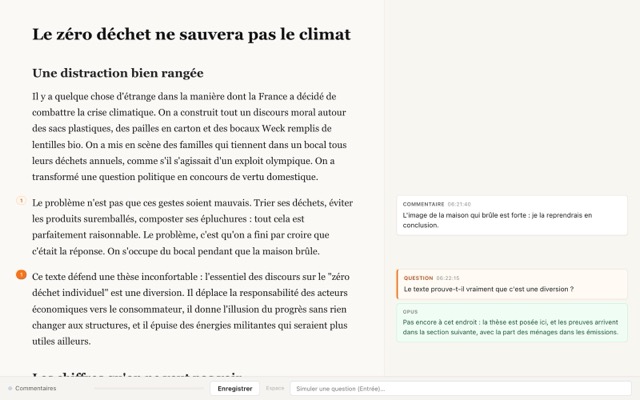 Le zéro déchet ne sauvera pas le climat
Une distraction bien rangée
Il y a quelque chose d'étrange dans la manière dont la France a décidé de
combattre la crise climatique. On a construit tout un discours moral autour
des sacs plastiques, des pailles en carton et des bocaux Weck remplis de
lentilles bio. On a mis en scène des familles qui tiennent dans un bocal tous
leurs déchets annuels, comme s'il s'agissait d'un exploit olympique. On a
transformé une question politique en concours de vertu domestique.
1
Le problème n'est pas que ces gestes soient mauvais. Trier ses déchets, éviter
les produits suremballés, composter ses épluchures : tout cela est
parfaitement raisonnable. Le problème, c'est qu'on a fini par croire que
c'était la réponse. On s'occupe du bocal pendant que la maison brûle.
Ce texte défend une thèse inconfortable : l'essentiel des discours sur le "zéro
déchet individuel" est une diversion. Il déplace la responsabilité des acteurs
économiques vers le consommateur, il donne l'illusion du progrès sans rien
changer aux structures, et il épuise des énergies militantes qui seraient plus
utiles ailleurs.
COMMENTAIRE 06:21:40
L'image de la maison qui brûle est forte : je la reprendrais en
conclusion.
QUESTION 06:22:15
Le texte prouve-t-il vraiment que c'est une diversion ?
OPUS
Pas encore à cet endroit : la thèse est posée ici, et les preuves arrivent
dans la section suivante, avec la part des ménages dans les émissions.
Commentaires
Enregistrer
Espace
Simuler une question (Entrée)...